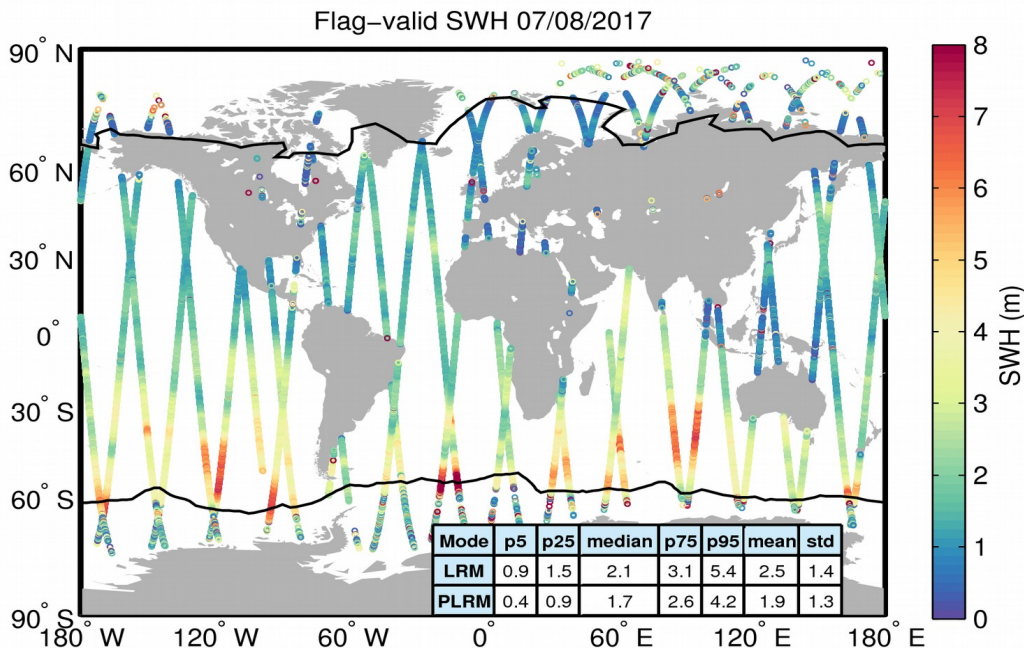 Flag−valid SWH 07/08/2017
90° N
60° N
30° N
0°
30° S
60° S
90° S
180° W
120° W
60° W
0°
60° E
120° E
180° E
8
7
6
5
4
3
2
1
0
SWH (m)
Mode p5 p25 median p75 p95 mean std
LRM 0.9 1.5 2.1 3.1 5.4 2.5 1.4
PLRM 0.4 0.9 1.7 2.6 4.2 1.9 1.3